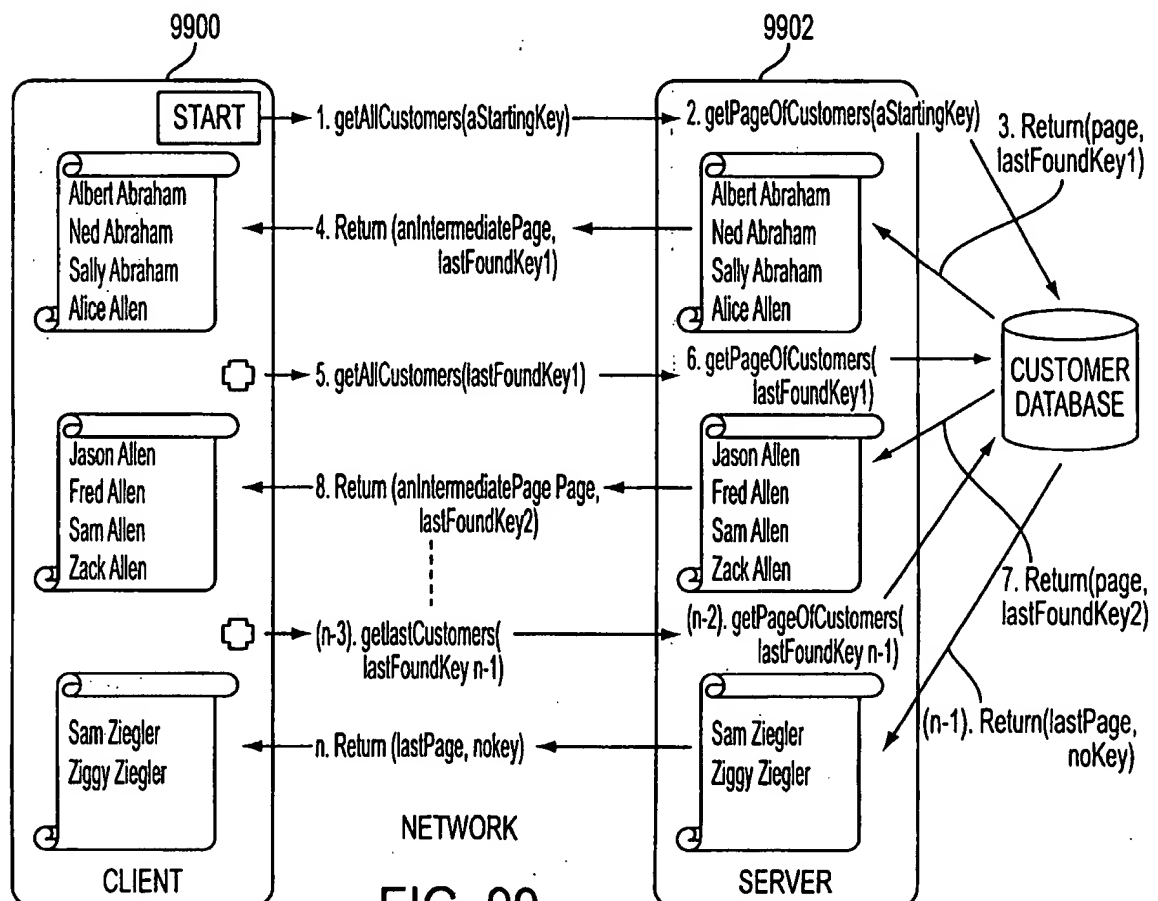 9900
9902
START
1. getAllCustomers(aStartingKey)
2. getPageOfCustomers(aStartingKey)
3. Return(page,
lastFoundKey1)
Albert Abraham
Ned Abraham
Sally Abraham
Alice Allen
4. Return (anIntermediatePage,
lastFoundKey1)
Albert Abraham
Ned Abraham
Sally Abraham
Alice Allen
5. getAllCustomers(lastFoundKey1)
6. getPageOfCustomers(
lastFoundKey1)
CUSTOMER
DATABASE
Jason Allen
Fred Allen
Sam Allen
Zack Allen
8. Return (anIntermediatePage Page,
lastFoundKey2)
Jason Allen
Fred Allen
Sam Allen
Zack Allen
7. Return(page,
lastFoundKey2)
(n-3). getlastCustomers(
lastFoundKey n-1)
(n-2). getPageOfCustomers(
lastFoundKey n-1)
Sam Ziegler
Ziggy Ziegler
n. Return (lastPage, nokey)
Sam Ziegler
Ziggy Ziegler
(n-1). Return(lastPage,
noKey)
NETWORK
CLIENT
SERVER
FIG. 99